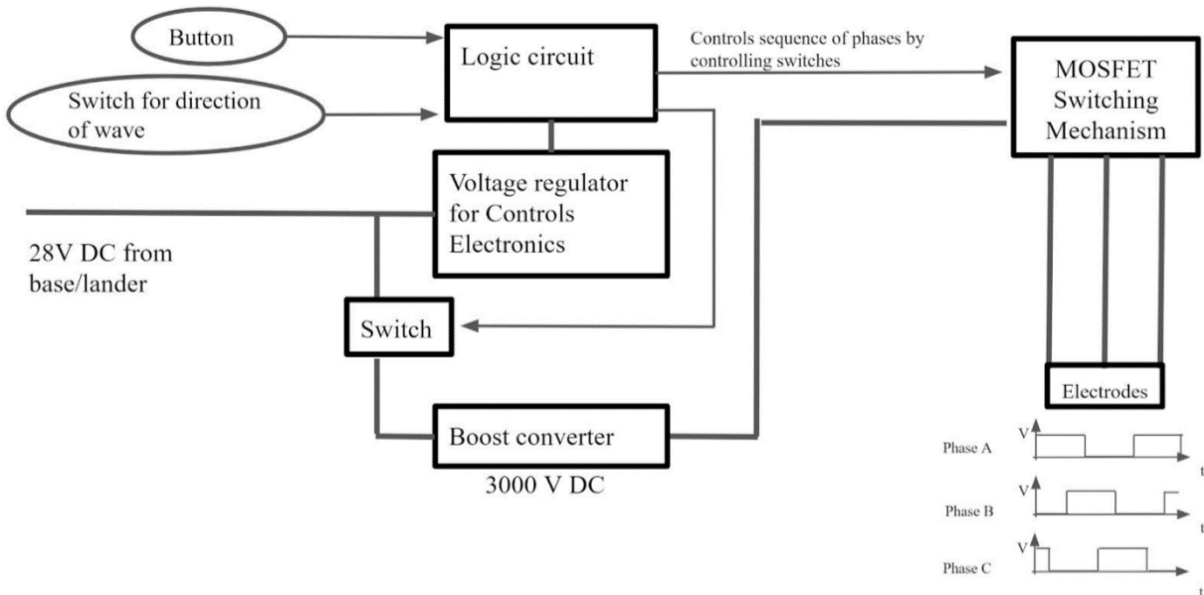 Button
Logic circuit
Controls sequence of phases by
controlling switches
MOSFET
Switching
Mechanism
Switch for direction
of wave
Voltage regulator
for Controls
Electronics
28V DC from
base/lander
Switch
Electrodes
Boost converter
3000 V DC
Phase A
V
t
Phase B
V
t
Phase C
V
t